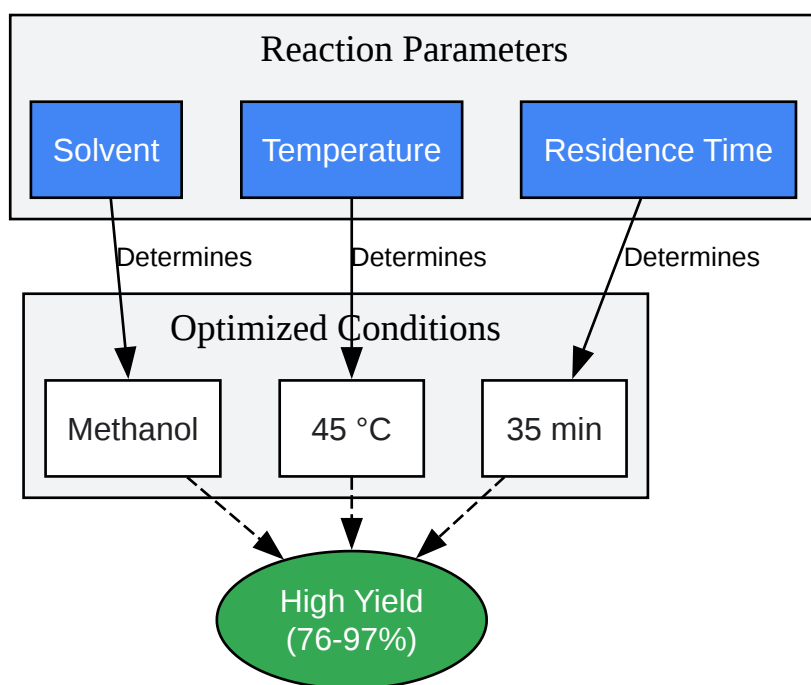 Reaction Parameters
Solvent
Temperature
Residence Time
Determines
Determines
Determines
Optimized Conditions
Methanol
45 °C
35 min
High Yield
(76-97%)